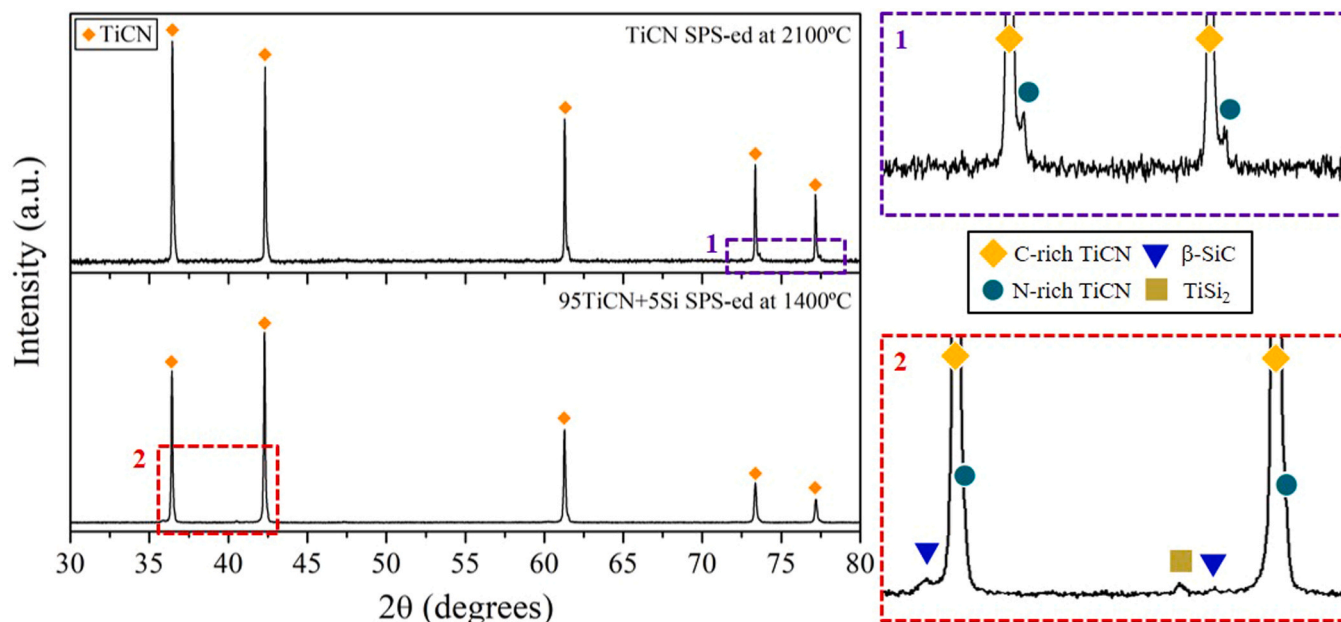 TiCN
TiCN SPS-ed at 2100ºC
1
95TiCN+5Si SPS-ed at 1400ºC
2
Intensity (a.u.)
30 35 40 45 50 55 60 65 70 75 80
2θ (degrees)
1
C-rich TiCN β-SiC
N-rich TiCN TiSi₂
2